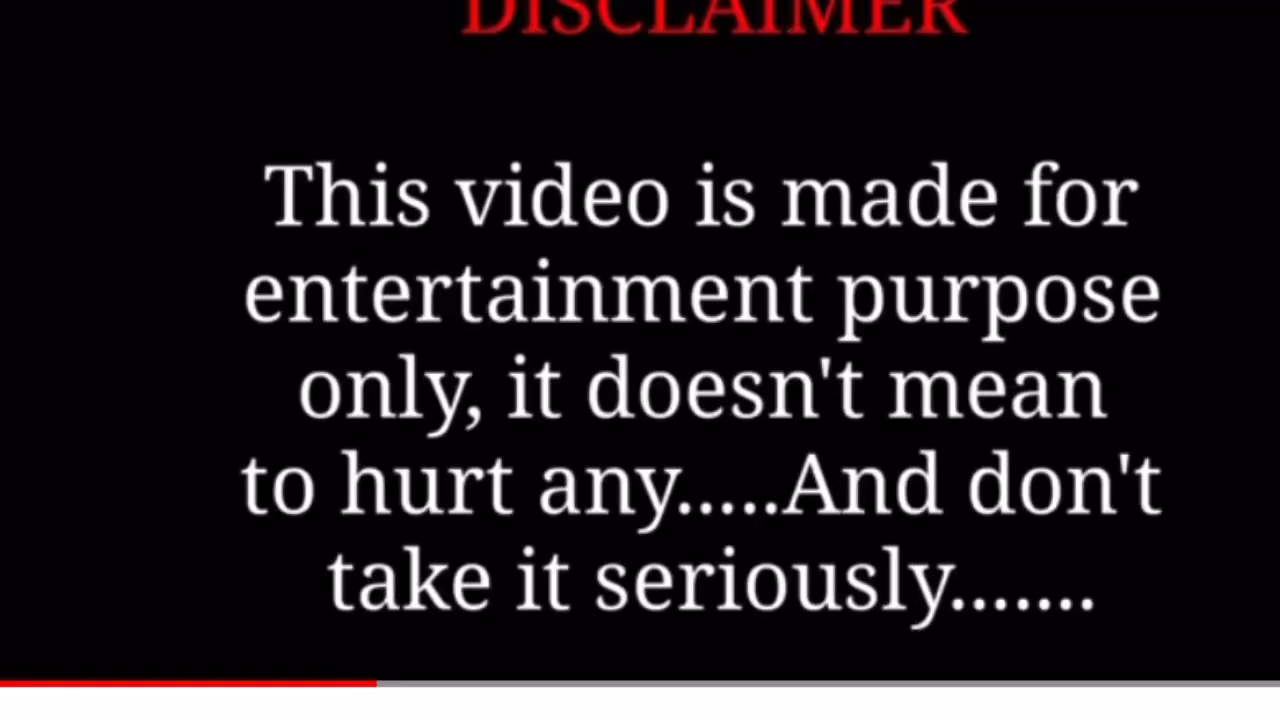 DISCLAIMER
This video is made for
entertainment purpose
only, it doesn't mean
to hurt any.....And don't
take it seriously.......